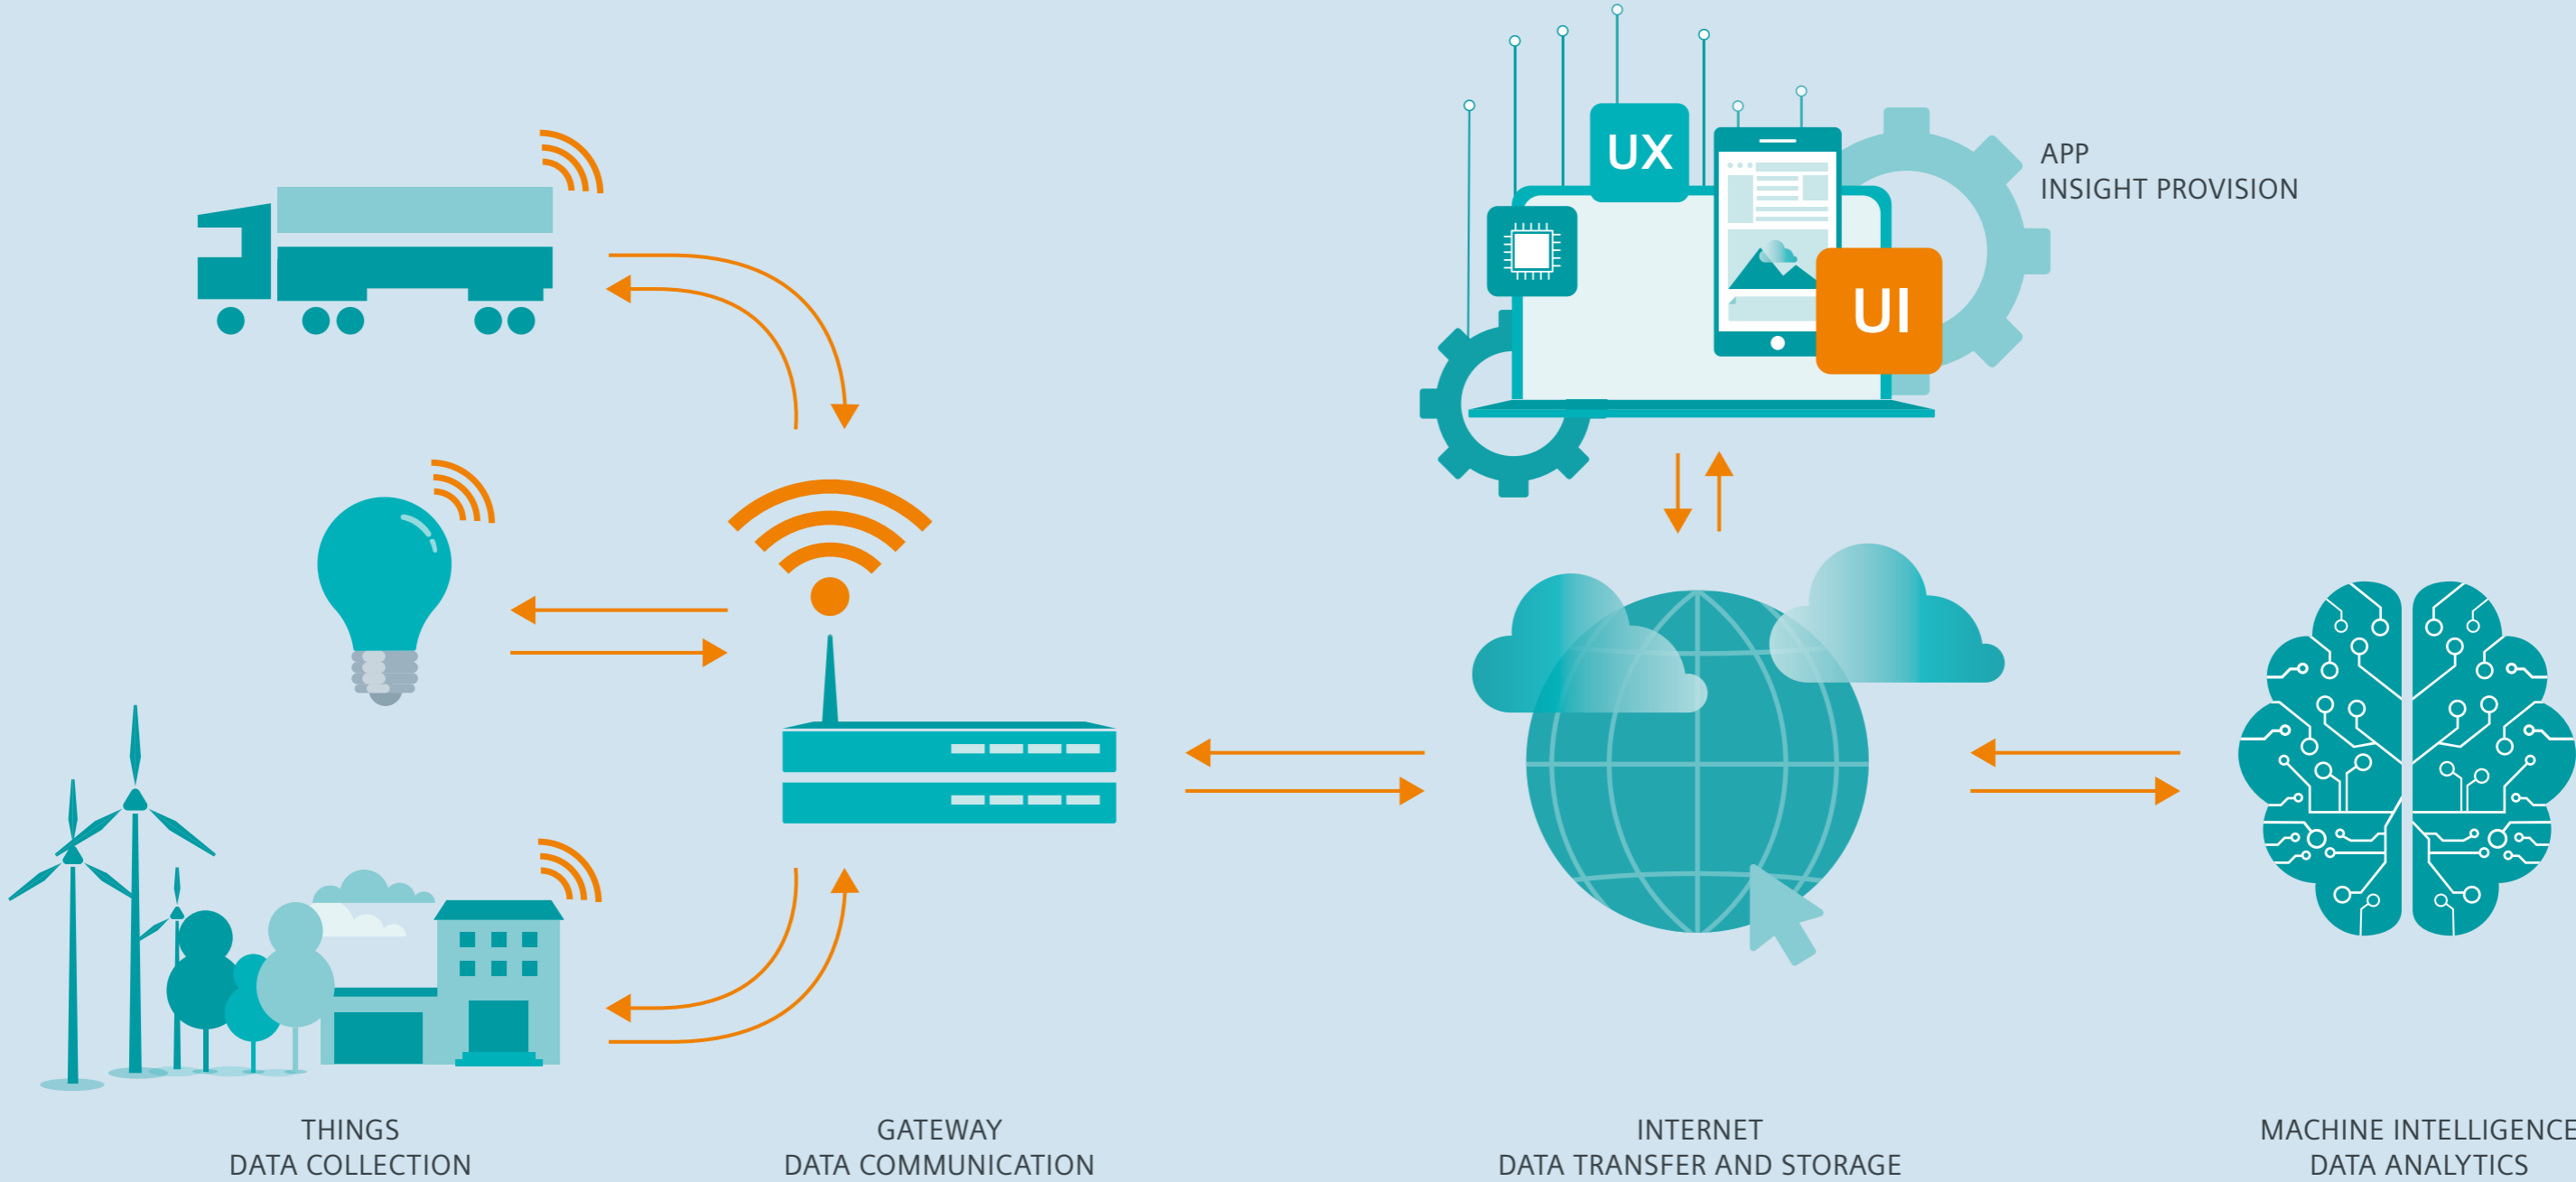 UX
APP
INSIGHT PROVISION
UI
THINGS
DATA COLLECTION
GATEWAY
DATA COMMUNICATION
INTERNET
DATA TRANSFER AND STORAGE
MACHINE INTELLIGENCE
DATA ANALYTICS